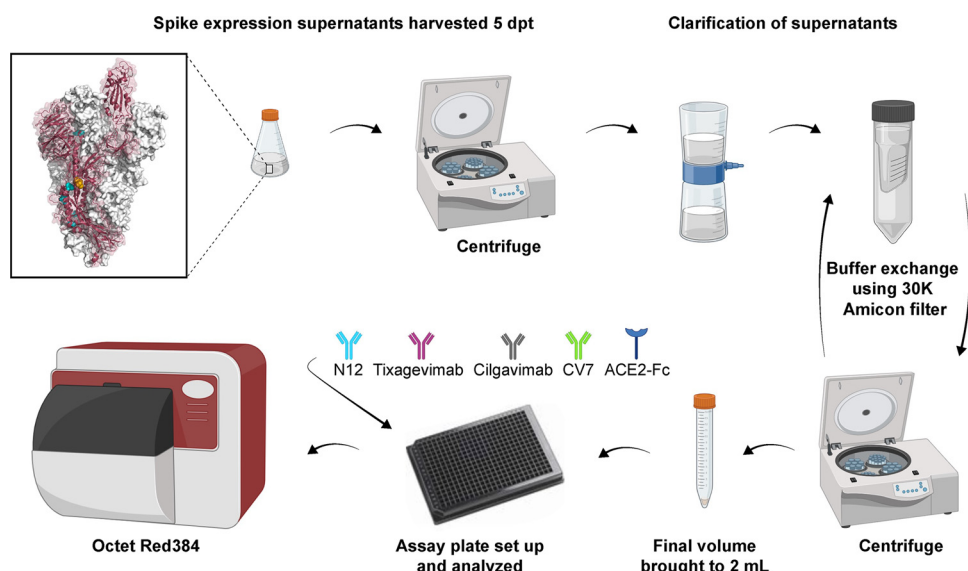 Spike expression supernatants harvested 5 dpt
Clarification of supernatants
Centrifuge
Buffer exchange
using 30K
Amicon filter
N12 Tixagevimab Cilgavimab CV7 ACE2-Fc
Octet Red384
Assay plate set up
and analyzed
Final volume
brought to 2 mL
Centrifuge